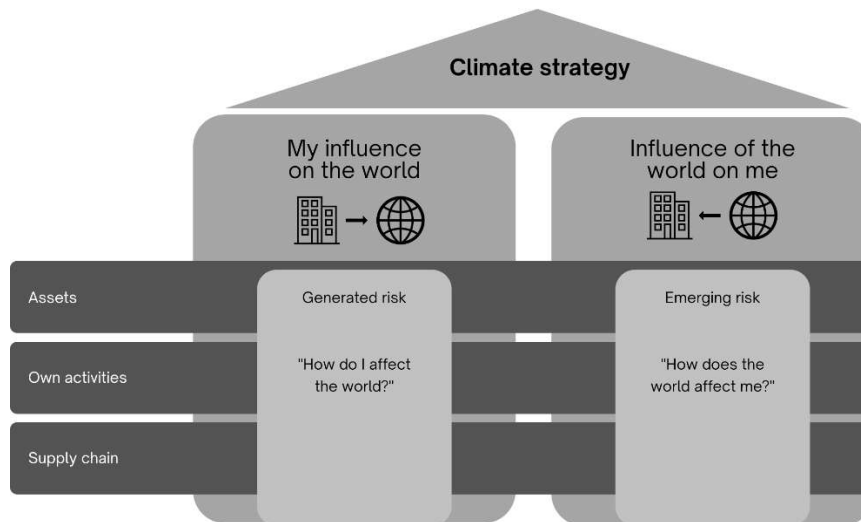 Climate strategy
My influence
on the world
Influence of the
world on me
Assets
Generated risk
Emerging risk
Own activities
"How do I affect
the world?"
"How does the
world affect me?"
Supply chain